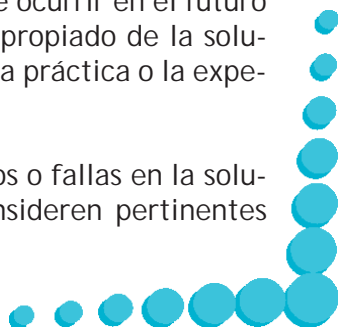 e ocurrir en el futuro
propiado de la solu-
a práctica o la expe-
os o fallas en la solu-
nsideren pertinentes